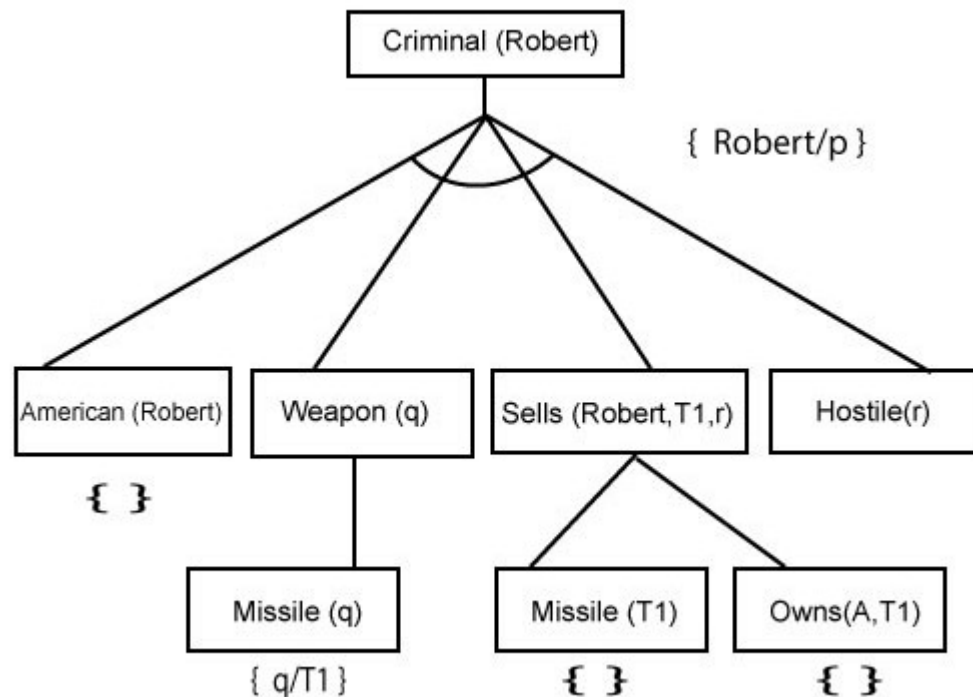 Criminal (Robert)
{ Robert/p }
American (Robert)
Weapon (q)
Sells (Robert,T1,r)
Hostile(r)
{ }
Missile (q)
Missile (T1)
Owns(A,T1)
{ q/T1 }
{ }
{ }